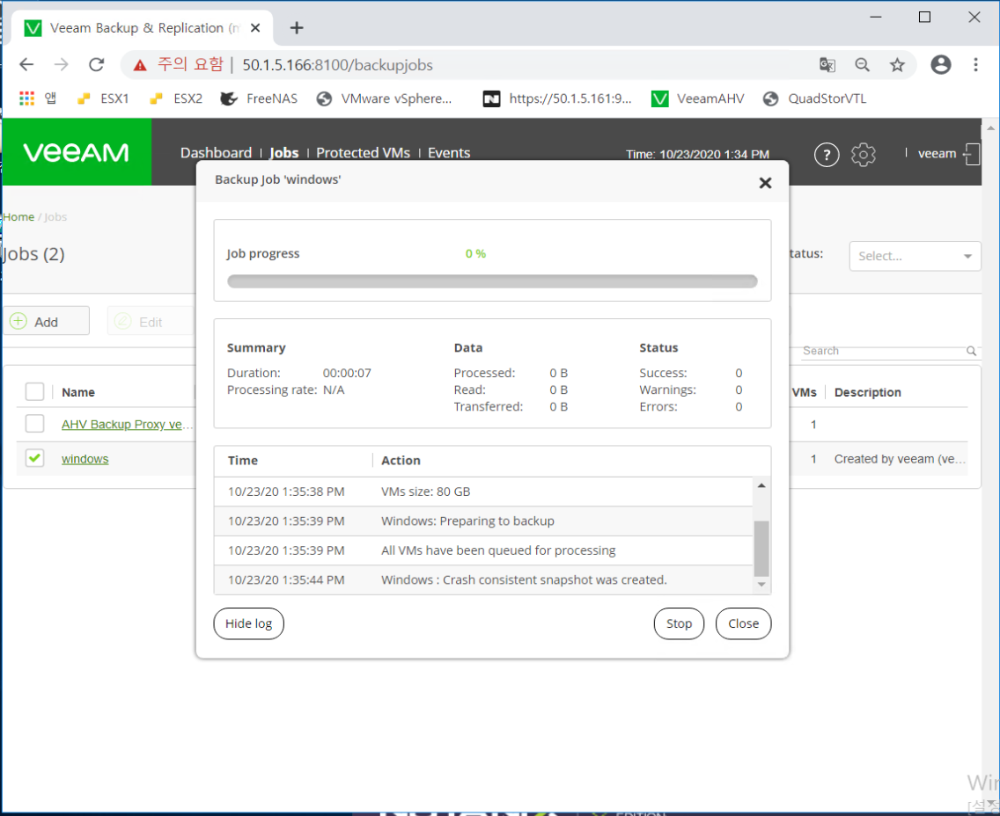 Veeam Backup & Replication (
주의 요함 | 50.1.5.166:8100/backupjobs
앱 ESX1 ESX2 FreeNAS VMware vSphere... https://50.1.5.161:9... VeeamAHV QuadStorVTL
VEEAM
Dashboard | Jobs | Protected VMs | Events Time: 10/23/2020 1:34 PM ? | veeam
Backup Job 'windows'
Home / Jobs
Jobs (2)
Job progress 0 %
tatus: Select...
Add Edit
Search
Summary Data Status
Duration: 00:00:07 Processed: 0 B Success: 0
Processing rate: N/A Read: 0 B Warnings: 0
Transferred: 0 B Errors: 0
Name VMs Description
AHV Backup Proxy ve... 1
windows 1 Created by veeam (ve...
Time Action
10/23/20 1:35:38 PM VMs size: 80 GB
10/23/20 1:35:39 PM Windows: Preparing to backup
10/23/20 1:35:39 PM All VMs have been queued for processing
10/23/20 1:35:44 PM Windows : Crash consistent snapshot was created.
Hide log Stop Close